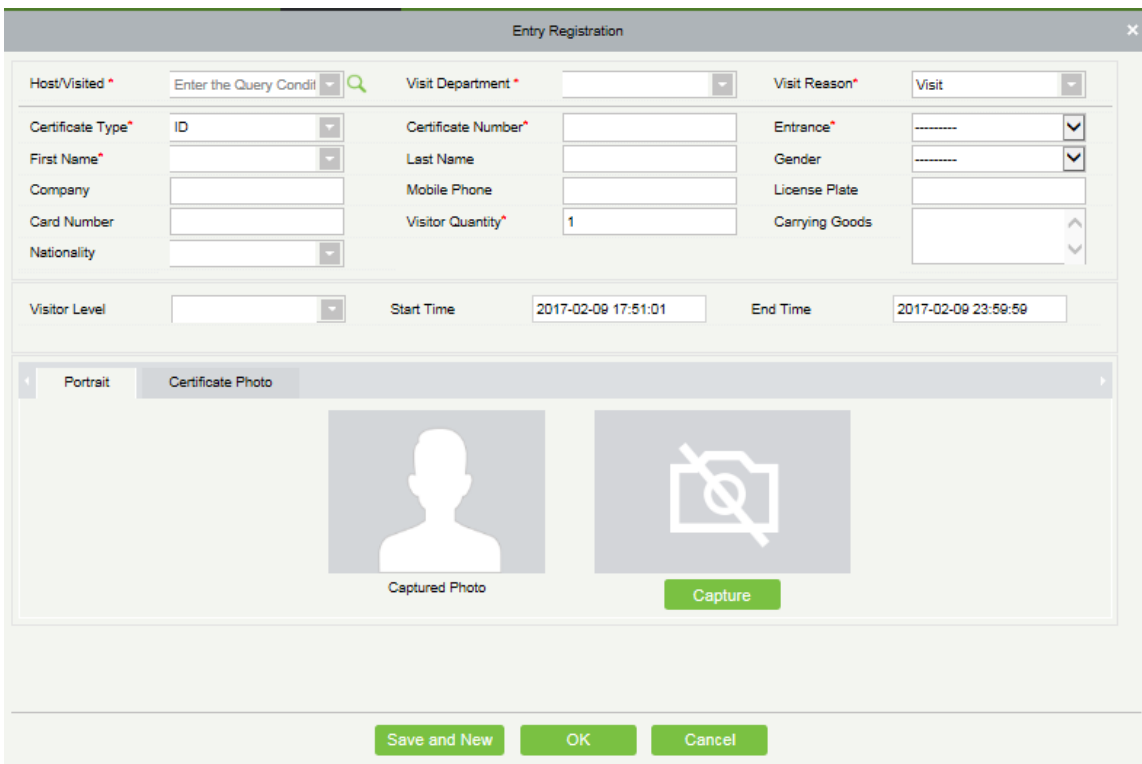 Entry Registration ×
Host/Visited * Enter the Query Condit Visit Department * Visit Reason* Visit
Certificate Type* ID Certificate Number* Entrance* ---------
First Name* Last Name Gender ---------
Company Mobile Phone License Plate
Card Number Visitor Quantity* 1 Carrying Goods
Nationality
Visitor Level Start Time 2017-02-09 17:51:01 End Time 2017-02-09 23:59:59
Portrait Certificate Photo
Captured Photo Capture
Save and New OK Cancel